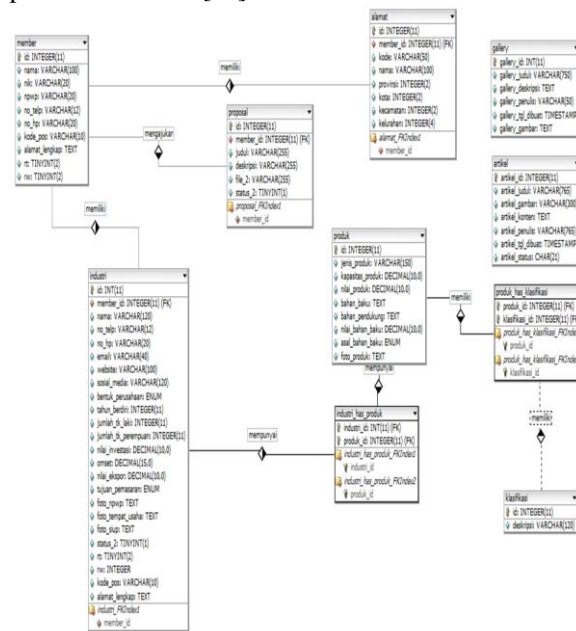 member
id: INTEGER(11)
nama: VARCHAR(100)
nik: VARCHAR(20)
npwp: VARCHAR(20)
no_telp: VARCHAR(12)
no_hp: VARCHAR(20)
kode_pos: VARCHAR(10)
alamat_lengkap: TEXT
rt: TINYINT(2)
rw: TINYINT(2)
memiliki
mengajukan
memiliki
alamat
id: INTEGER(11)
member_id: INTEGER(11) (FK)
kode: VARCHAR(50)
nama: VARCHAR(100)
provinsi: INTEGER(2)
kota: INTEGER(2)
kecamatan: INTEGER(2)
kelurahan: INTEGER(4)
alamat_FKIndex1
member_id
gallery
gallery_id: INT(11)
gallery_judul: VARCHAR(750)
gallery_deskripsi: TEXT
gallery_penulis: VARCHAR(50)
gallery_tgl_dibuat: TIMESTAMP
gallery_gambar: TEXT
proposal
id: INTEGER(11)
member_id: INTEGER(11) (FK)
judul: VARCHAR(255)
deskripsi: VARCHAR(255)
file_2: VARCHAR(255)
status_2: TINYINT(1)
proposal_FKIndex1
member_id
artikel
artikel_id: INTEGER(11)
artikel_judul: VARCHAR(765)
artikel_gambar: VARCHAR(300)
artikel_konten: TEXT
artikel_penulis: VARCHAR(765)
artikel_tgl_dibuat: TIMESTAMP
artikel_status: CHAR(21)
industri
id: INT(11)
member_id: INTEGER(11) (FK)
nama: VARCHAR(120)
no_telp: VARCHAR(12)
no_hp: VARCHAR(20)
email: VARCHAR(40)
website: VARCHAR(100)
sosial_media: VARCHAR(120)
bentuk_perusahaan: ENUM
tahun_berdiri: INTEGER(11)
jumlah_tk_laki: INTEGER(11)
jumlah_tk_perempuan: INTEGER(11)
nilai_investasi: DECIMAL(10,0)
omset: DECIMAL(15,0)
nilai_ekspor: DECIMAL(10,0)
tujuan_pemasaran: ENUM
foto_npwp: TEXT
foto_tempat_usaha: TEXT
foto_siup: TEXT
status_2: TINYINT(1)
rt: TINYINT(2)
rw: INTEGER
kode_pos: VARCHAR(10)
alamat_lengkap: TEXT
industri_FKIndex1
member_id
produk
id: INTEGER(11)
jenis_produk: VARCHAR(150)
kapasitas_produk: DECIMAL(10,0)
nilai_produk: DECIMAL(10,0)
bahan_baku: TEXT
bahan_pendukung: TEXT
nilai_bahan_baku: DECIMAL(10,0)
asal_bahan_baku: ENUM
foto_produk: TEXT
memiliki
produk_has_klasifikasi
produk_id: INTEGER(11) (FK)
klasifikasi_id: INTEGER(11) (F
produk_has_klasifikasi_FKIndex
produk_id
produk_has_klasifikasi_FKIndex
klasifikasi_id
mempunyai
mempunyai
industri_has_produk
industri_id: INT(11) (FK)
produk_id: INTEGER(11) (FK)
industri_has_produk_FKIndex1
industri_id
industri_has_produk_FKIndex2
produk_id
memiliki
klasifikasi
id: INTEGER(11)
deskripsi: VARCHAR(120)